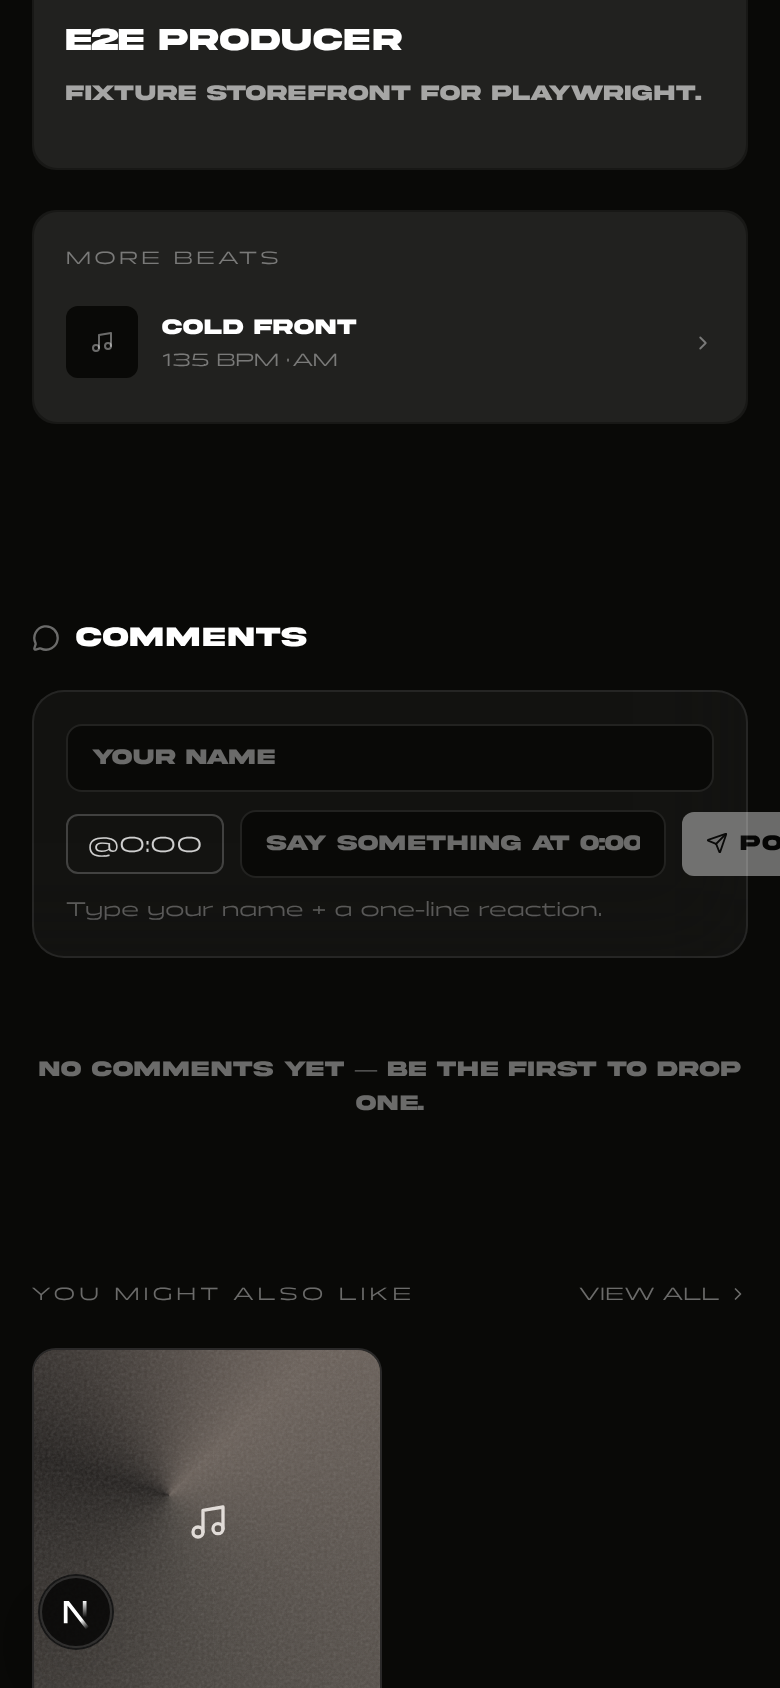 E2E PRODUCER
FIXTURE STOREFRONT FOR PLAYWRIGHT.
MORE BEATS
COLD FRONT
135 BPM · AM
COMMENTS
YOUR NAME
@0:00
SAY SOMETHING AT 0:00
PO
Type your name + a one-line reaction.
NO COMMENTS YET — BE THE FIRST TO DROP
ONE.
YOU MIGHT ALSO LIKE
VIEW ALL
N